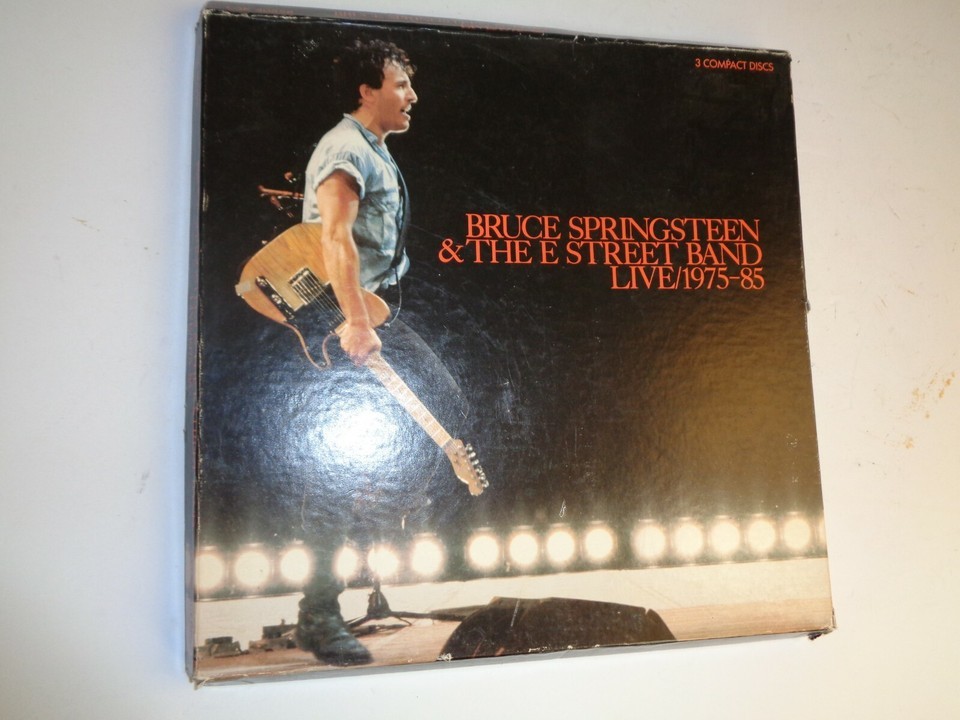 3 COMPACT DISCS
BRUCE SPRINGSTEEN
& THE E STREET BAND
LIVE/1975–85